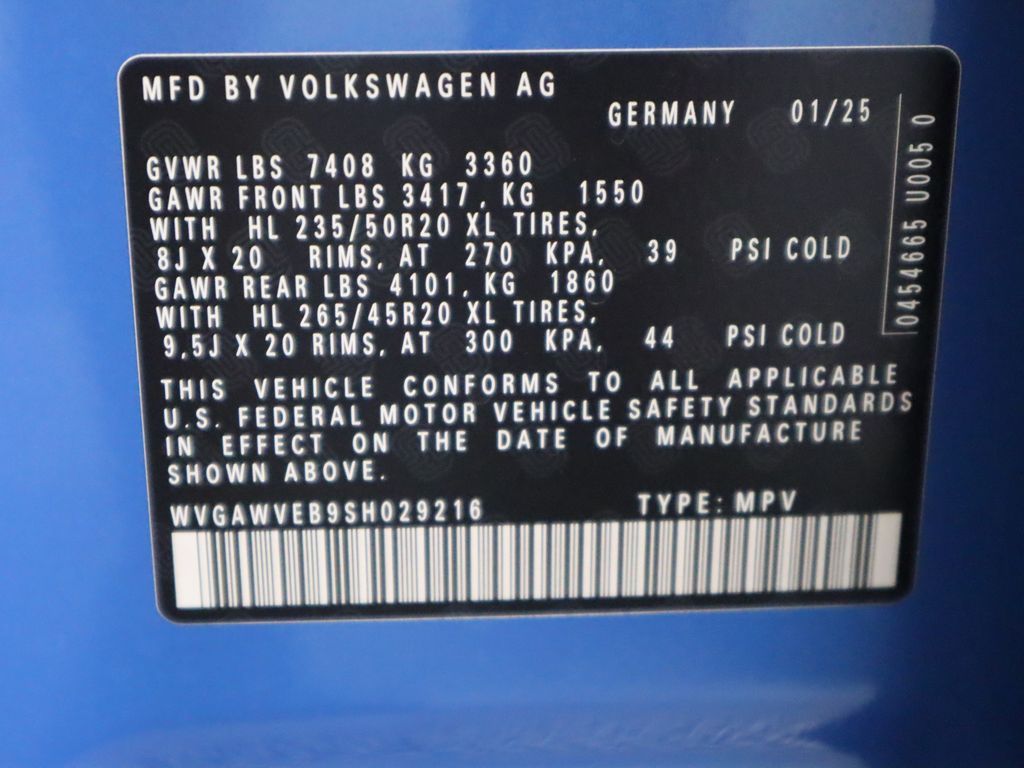 MFD BY VOLKSWAGEN AG
GERMANY 01/25
GVWR LBS 7408 KG 3360
GAWR FRONT LBS 3417, KG 1550
WITH HL 235/50R20 XL TIRES,
8J X 20 RIMS, AT 270 KPA, 39 PSI COLD
GAWR REAR LBS 4101, KG 1860
WITH HL 265/45R20 XL TIRES,
9,5J X 20 RIMS, AT 300 KPA, 44 PSI COLD
THIS VEHICLE CONFORMS TO ALL APPLICABLE
U.S. FEDERAL MOTOR VEHICLE SAFETY STANDARDS
IN EFFECT ON THE DATE OF MANUFACTURE
SHOWN ABOVE.
WVGAWVEB9SH029216 TYPE: MPV
0454665 U005 0